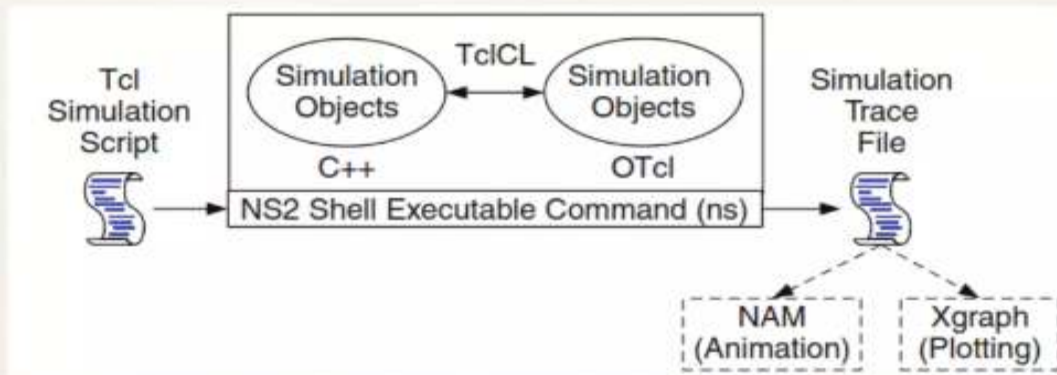 Tcl
Simulation
Script
TclCL
Simulation
Objects
C++
Simulation
Objects
OTcl
NS2 Shell Executable Command (ns)
Simulation
Trace
File
NAM
(Animation)
Xgraph
(Plotting)